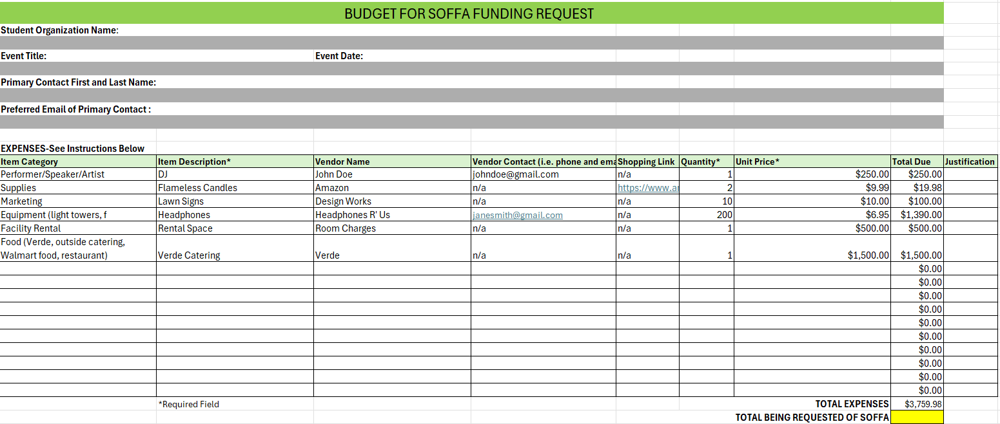 BUDGET FOR SOFFA FUNDING REQUEST
Student Organization Name:
Event Title: Event Date:
Primary Contact First and Last Name:
Preferred Email of Primary Contact :
EXPENSES-See Instructions Below
Item Category Item Description* Vendor Name Vendor Contact (i.e. phone and ema Shopping Link Quantity* Unit Price* Total Due Justification
Performer/Speaker/Artist DJ John Doe johndoe@gmail.com n/a 1 $250.00 $250.00
Supplies Flameless Candles Amazon n/a https://www.ar 2 $9.99 $19.98
Marketing Lawn Signs Design Works n/a n/a 10 $10.00 $100.00
Equipment (light towers, f Headphones Headphones R' Us janesmith@gmail.com n/a 200 $6.95 $1,390.00
Facility Rental Rental Space Room Charges n/a n/a 1 $500.00 $500.00
Food (Verde, outside catering,
Walmart food, restaurant) Verde Catering Verde n/a n/a 1 $1,500.00 $1,500.00
$0.00
$0.00
$0.00
$0.00
$0.00
$0.00
$0.00
$0.00
$0.00
$0.00
*Required Field TOTAL EXPENSES $3,759.98
TOTAL BEING REQUESTED OF SOFFA